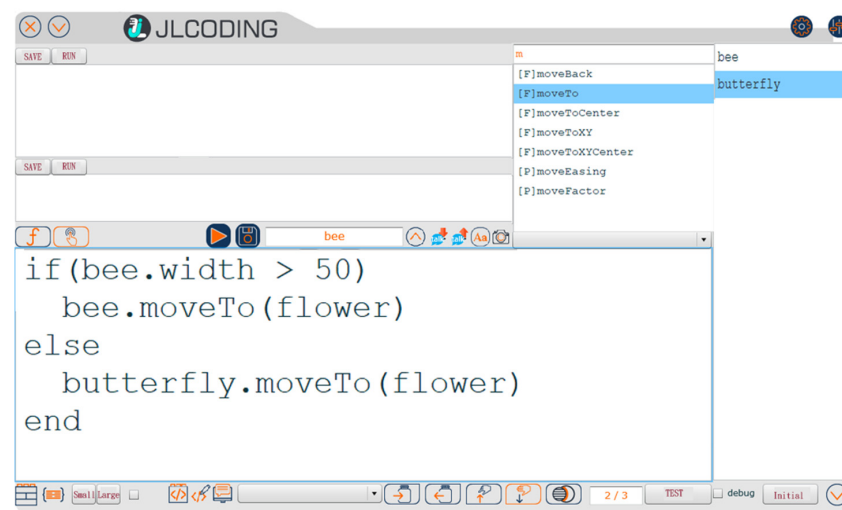 JLCODING
SAVE RUN
m
bee
[F]moveBack
butterfly
[F]moveTo
[F]moveToCenter
[F]moveToXY
[F]moveToXYCenter
SAVE RUN
[P]moveEasing
[P]moveFactor
f
bee
Aa
if(bee.width > 50)
bee.moveTo(flower)
else
butterfly.moveTo(flower)
end
Small Large
</>
2 / 3
TEST
debug
Initial